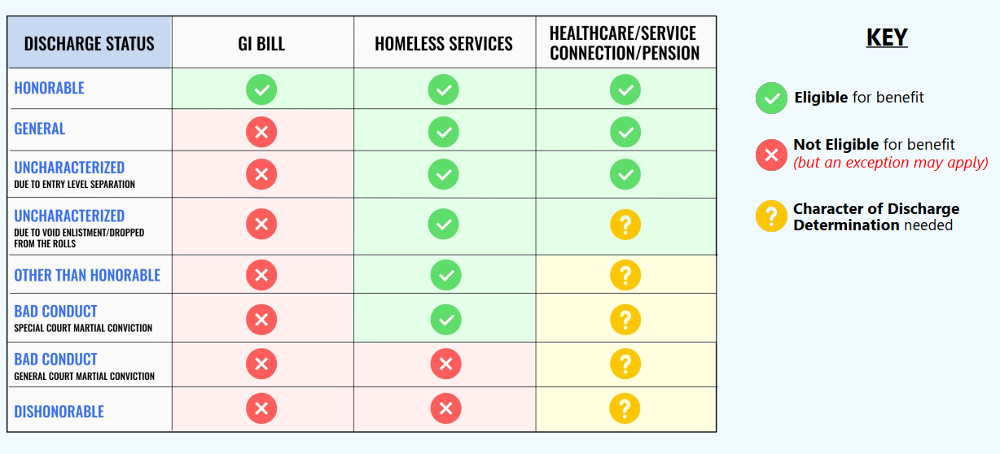 DISCHARGE STATUS
GI BILL
HOMELESS SERVICES
HEALTHCARE/SERVICE
CONNECTION/PENSION
HONORABLE
GENERAL
UNCHARACTERIZED
DUE TO ENTRY LEVEL SEPARATION
UNCHARACTERIZED
DUE TO VOID ENLISTMENT/DROPPED
FROM THE ROLLS
OTHER THAN HONORABLE
BAD CONDUCT
SPECIAL COURT MARTIAL CONVICTION
BAD CONDUCT
GENERAL COURT MARTIAL CONVICTION
DISHONORABLE
KEY
Eligible for benefit
Not Eligible for benefit
(but an exception may apply)
Character of Discharge
Determination needed